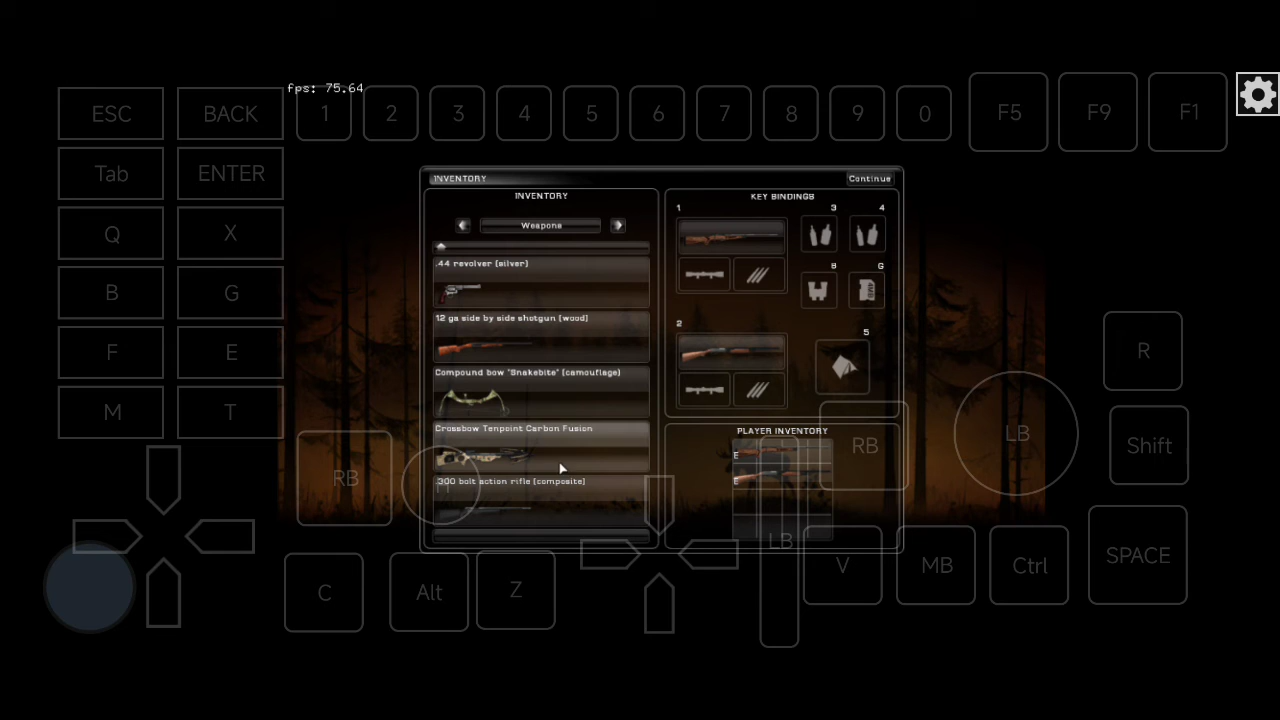 fps: 75.64
ESC BACK 1 2 3 4 5 6 7 8 9 0 F5 F9 F1
Tab ENTER
Q X
B G
F E
M T
INVENTORY Continue
INVENTORY
Weapons
.44 revolver (silver)
12 ga side by side shotgun (wood)
Compound bow "Snakebite" (camouflage)
Crossbow Tenpoint Carbon Fusion
.300 bolt action rifle (composite)
KEY BINDINGS
1 3 4
8 G
2 5
PLAYER INVENTORY
E
E
R
RB RB LB Shift
LB
C Alt Z V MB Ctrl SPACE